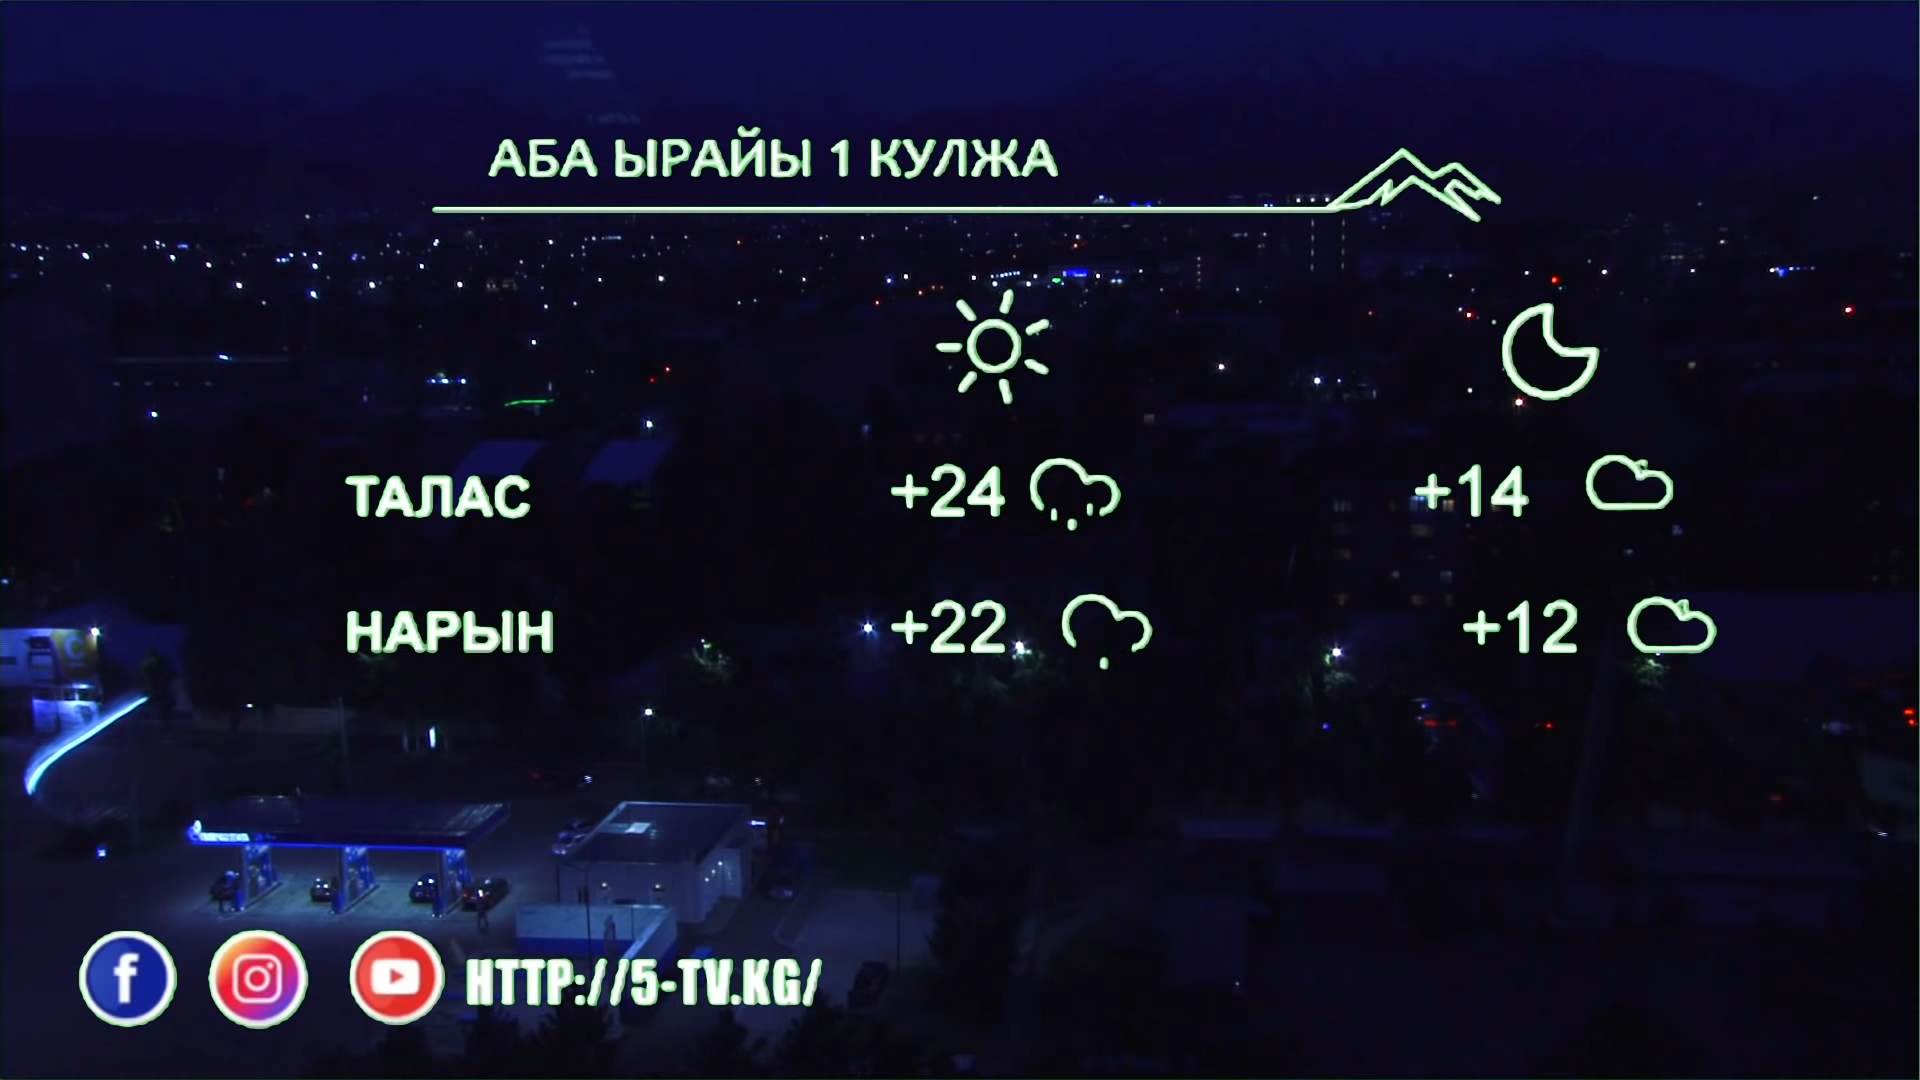 АБА ЫРАЙЫ 1 КУЛЖА
ТАЛАС +24 +14
НАРЫН +22 +12
HTTP://5-TV.KG/